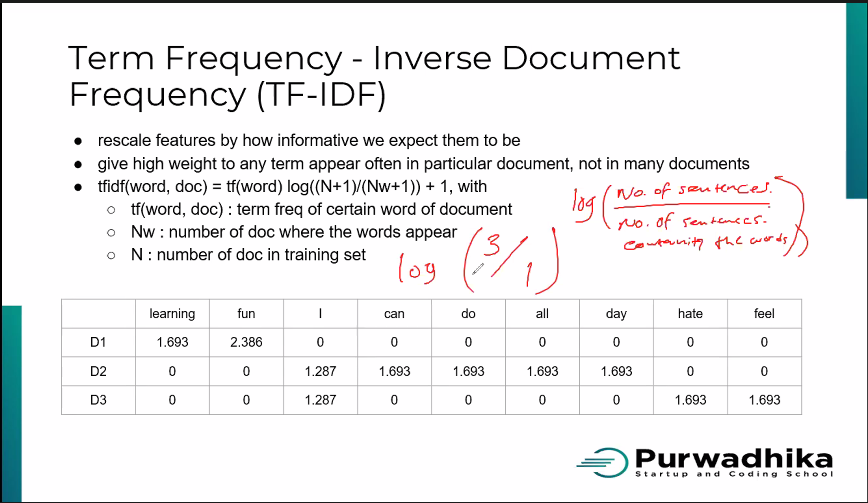 Term Frequency - Inverse Document
Frequency (TF-IDF)
● rescale features by how informative we expect them to be
● give high weight to any term appear often in particular document, not in many documents
● tfidf(word, doc) = tf(word) log((N+1)/(Nw+1)) + 1, with
○ tf(word, doc) : term freq of certain word of document
○ Nw : number of doc where the words appear
○ N : number of doc in training set
log ( No. of sentences.
No. of sentences.
containing the words )
log ( 3 / 1 )
learning fun I can do all day hate feel
D1 1.693 2.386 0 0 0 0 0 0 0
D2 0 0 1.287 1.693 1.693 1.693 1.693 0 0
D3 0 0 1.287 0 0 0 0 1.693 1.693
Purwadhika
Startup and Coding School